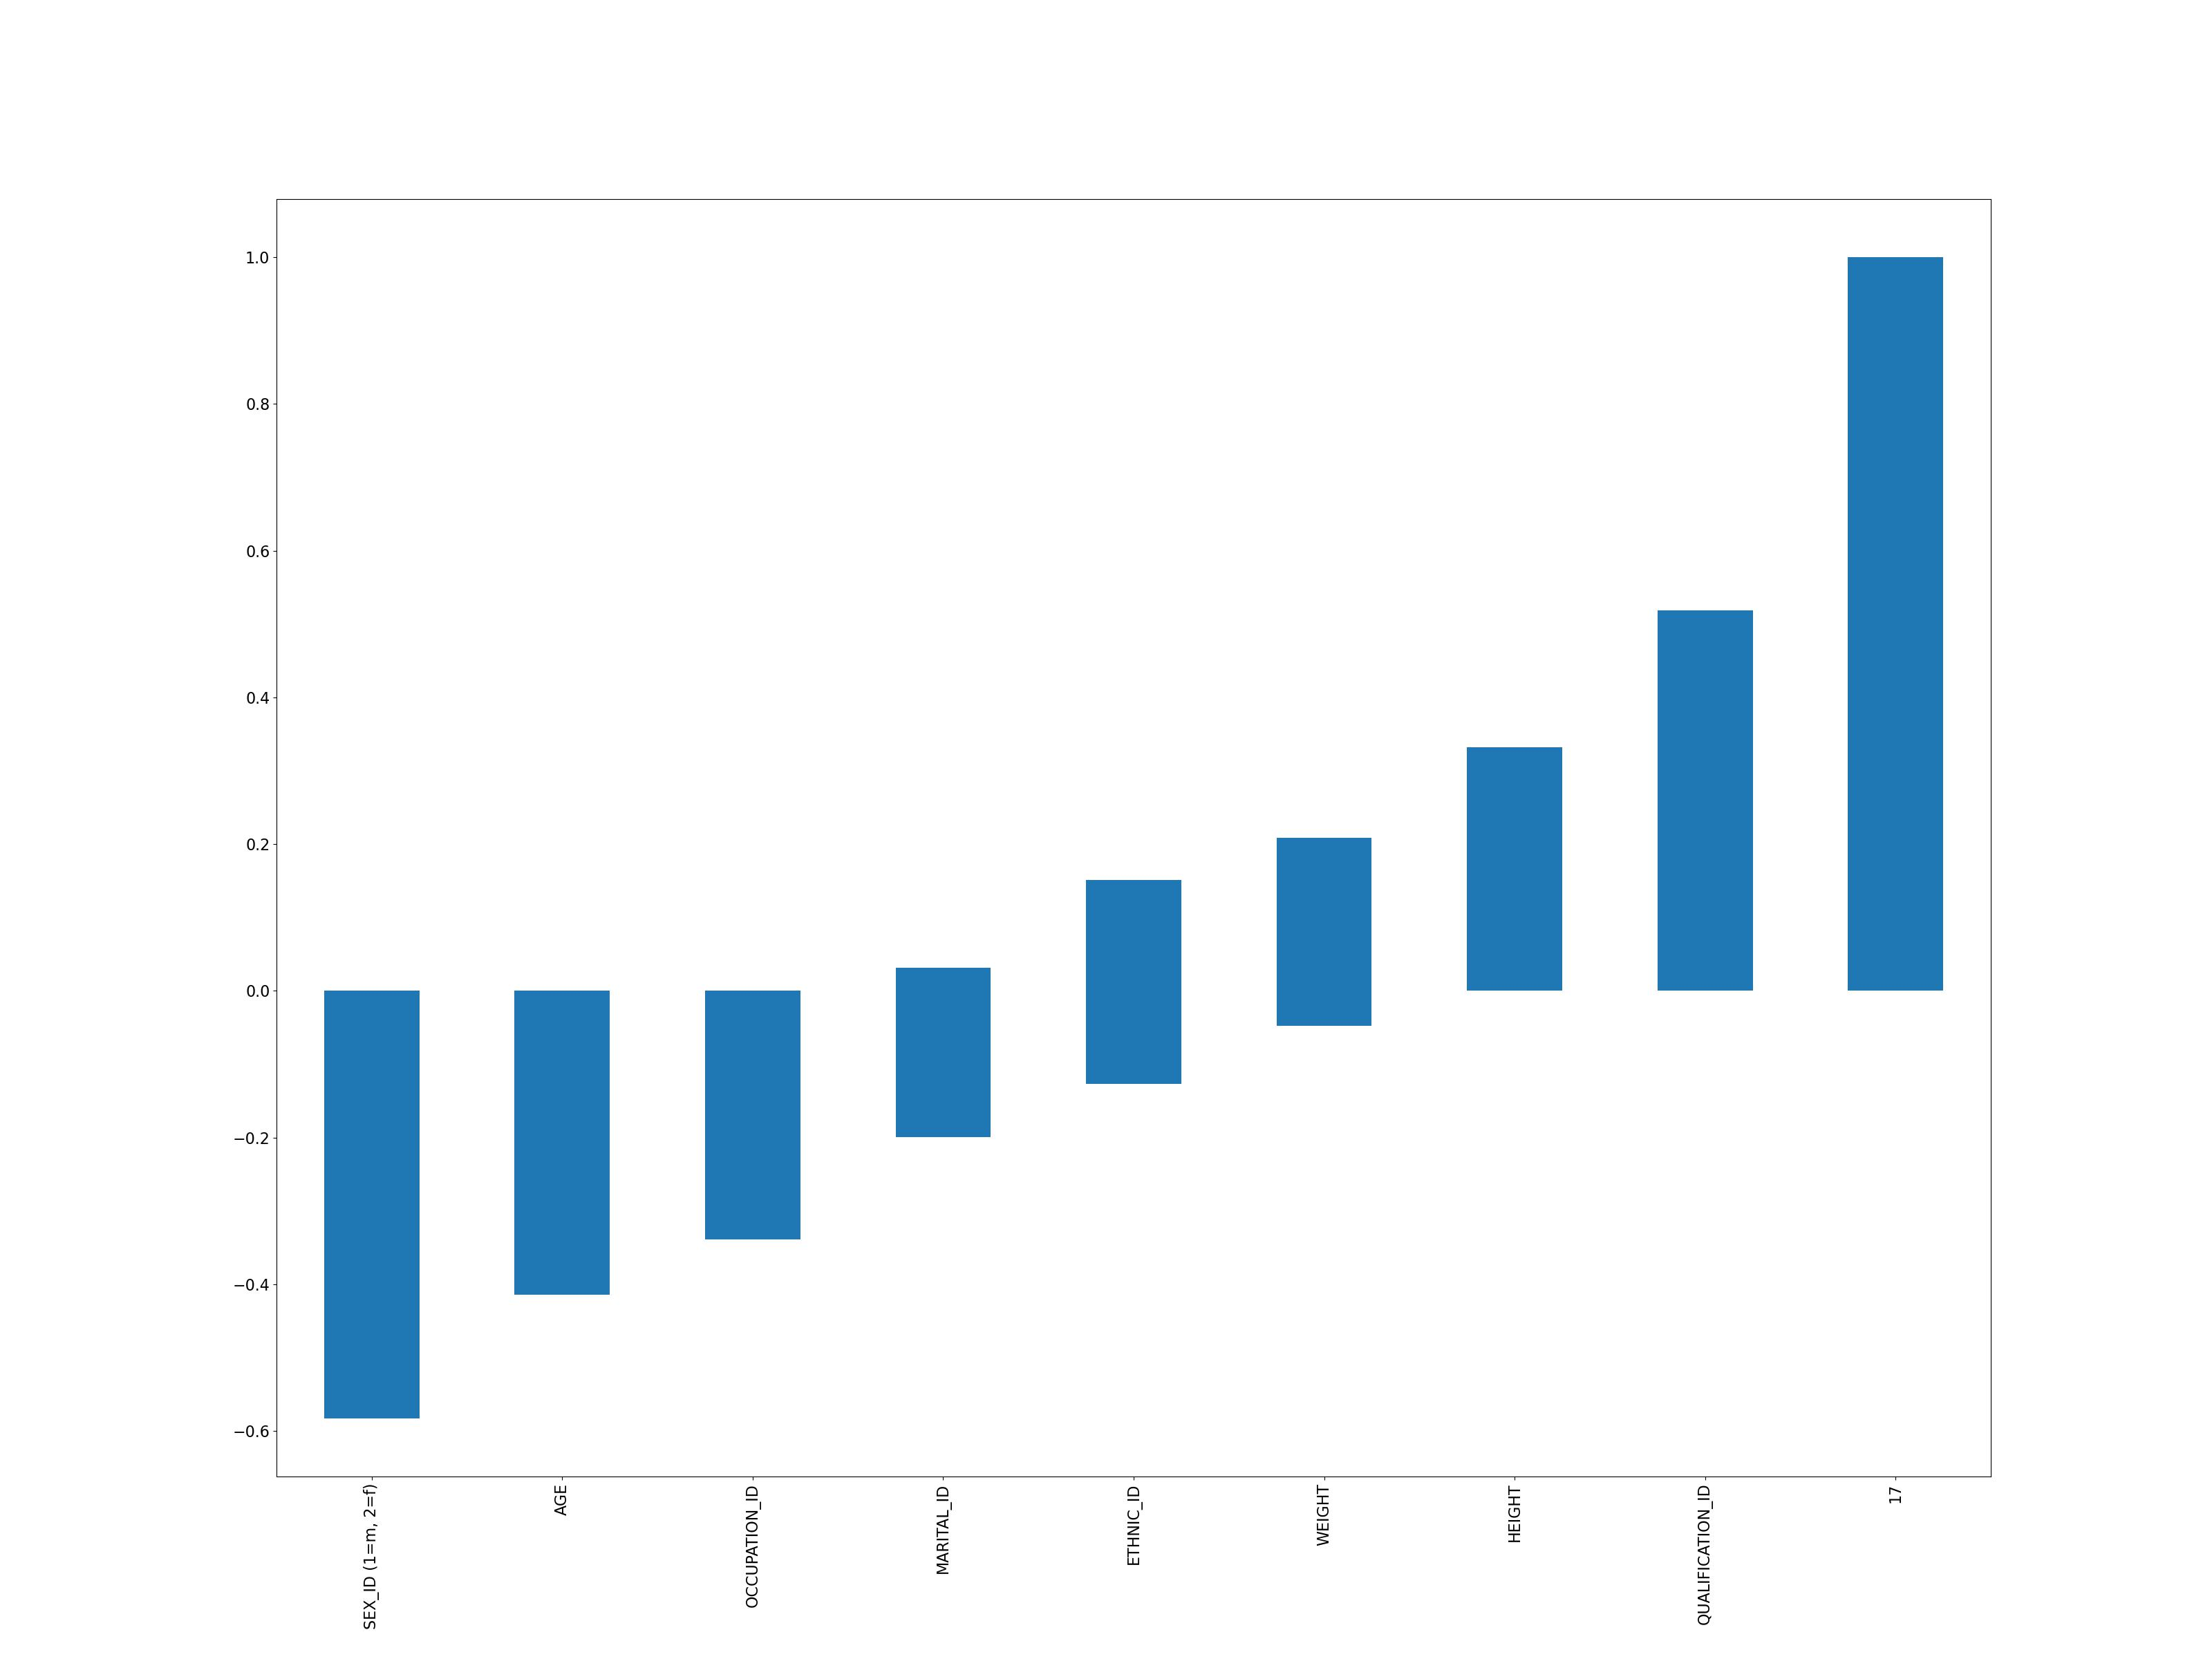 1.0
0.8
0.6
0.4
0.2
0.0
−0.2
−0.4
−0.6
SEX_ID (1=m, 2=f)
AGE
OCCUPATION_ID
MARITAL_ID
ETHNIC_ID
WEIGHT
HEIGHT
QUALIFICATION_ID
17